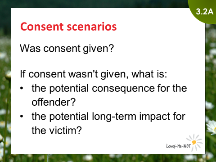 3.2A
Consent scenarios
Was consent given?
If consent wasn't given, what is:
• the potential consequence for the
offender?
• the potential long-term impact for
the victim?